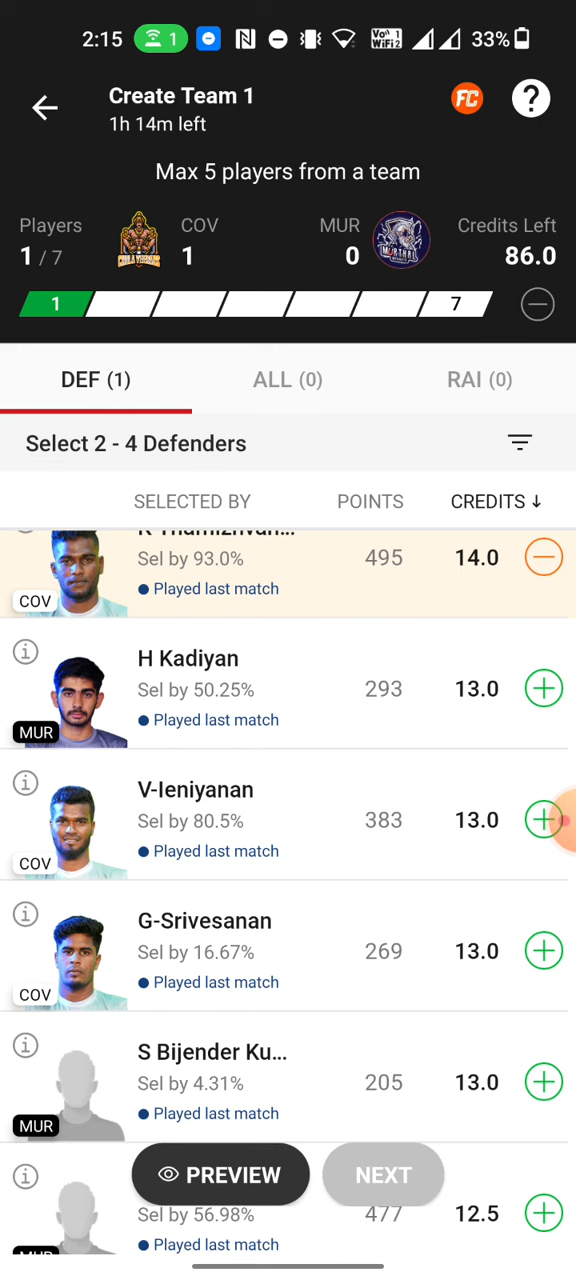 2:15 1 Vo)) 1 WiFi2 33%
Create Team 1
1h 14m left
FC
?
Max 5 players from a team
Players
1 / 7
COV
1
MUR
0
Credits Left
86.0
1 7
DEF (1) ALL (0) RAI (0)
Select 2 - 4 Defenders
SELECTED BY POINTS CREDITS ↓
Sel by 93.0% 495 14.0
COV
Played last match
H Kadiyan
Sel by 50.25% 293 13.0
MUR
Played last match
V-Ieniyanan
Sel by 80.5% 383 13.0
COV
Played last match
G-Srivesanan
Sel by 16.67% 269 13.0
COV
Played last match
S Bijender Ku...
Sel by 4.31% 205 13.0
MUR
Played last match
PREVIEW NEXT
Sel by 56.98% 477 12.5
Played last match